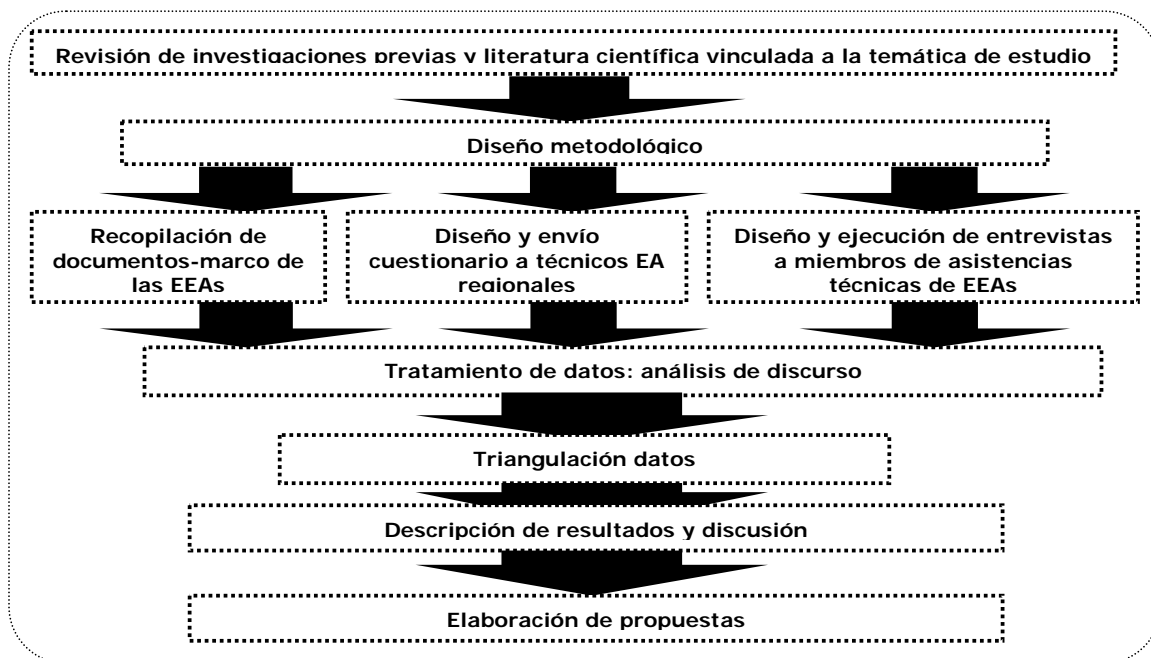 Revisión de investigaciones previas y literatura científica vinculada a la temática de estudio
Diseño metodológico
Recopilación de
documentos-marco de
las EEAs
Diseño y envío
cuestionario a técnicos EA
regionales
Diseño y ejecución de entrevistas
a miembros de asistencias
técnicas de EEAs
Tratamiento de datos: análisis de discurso
Triangulación datos
Descripción de resultados y discusión
Elaboración de propuestas